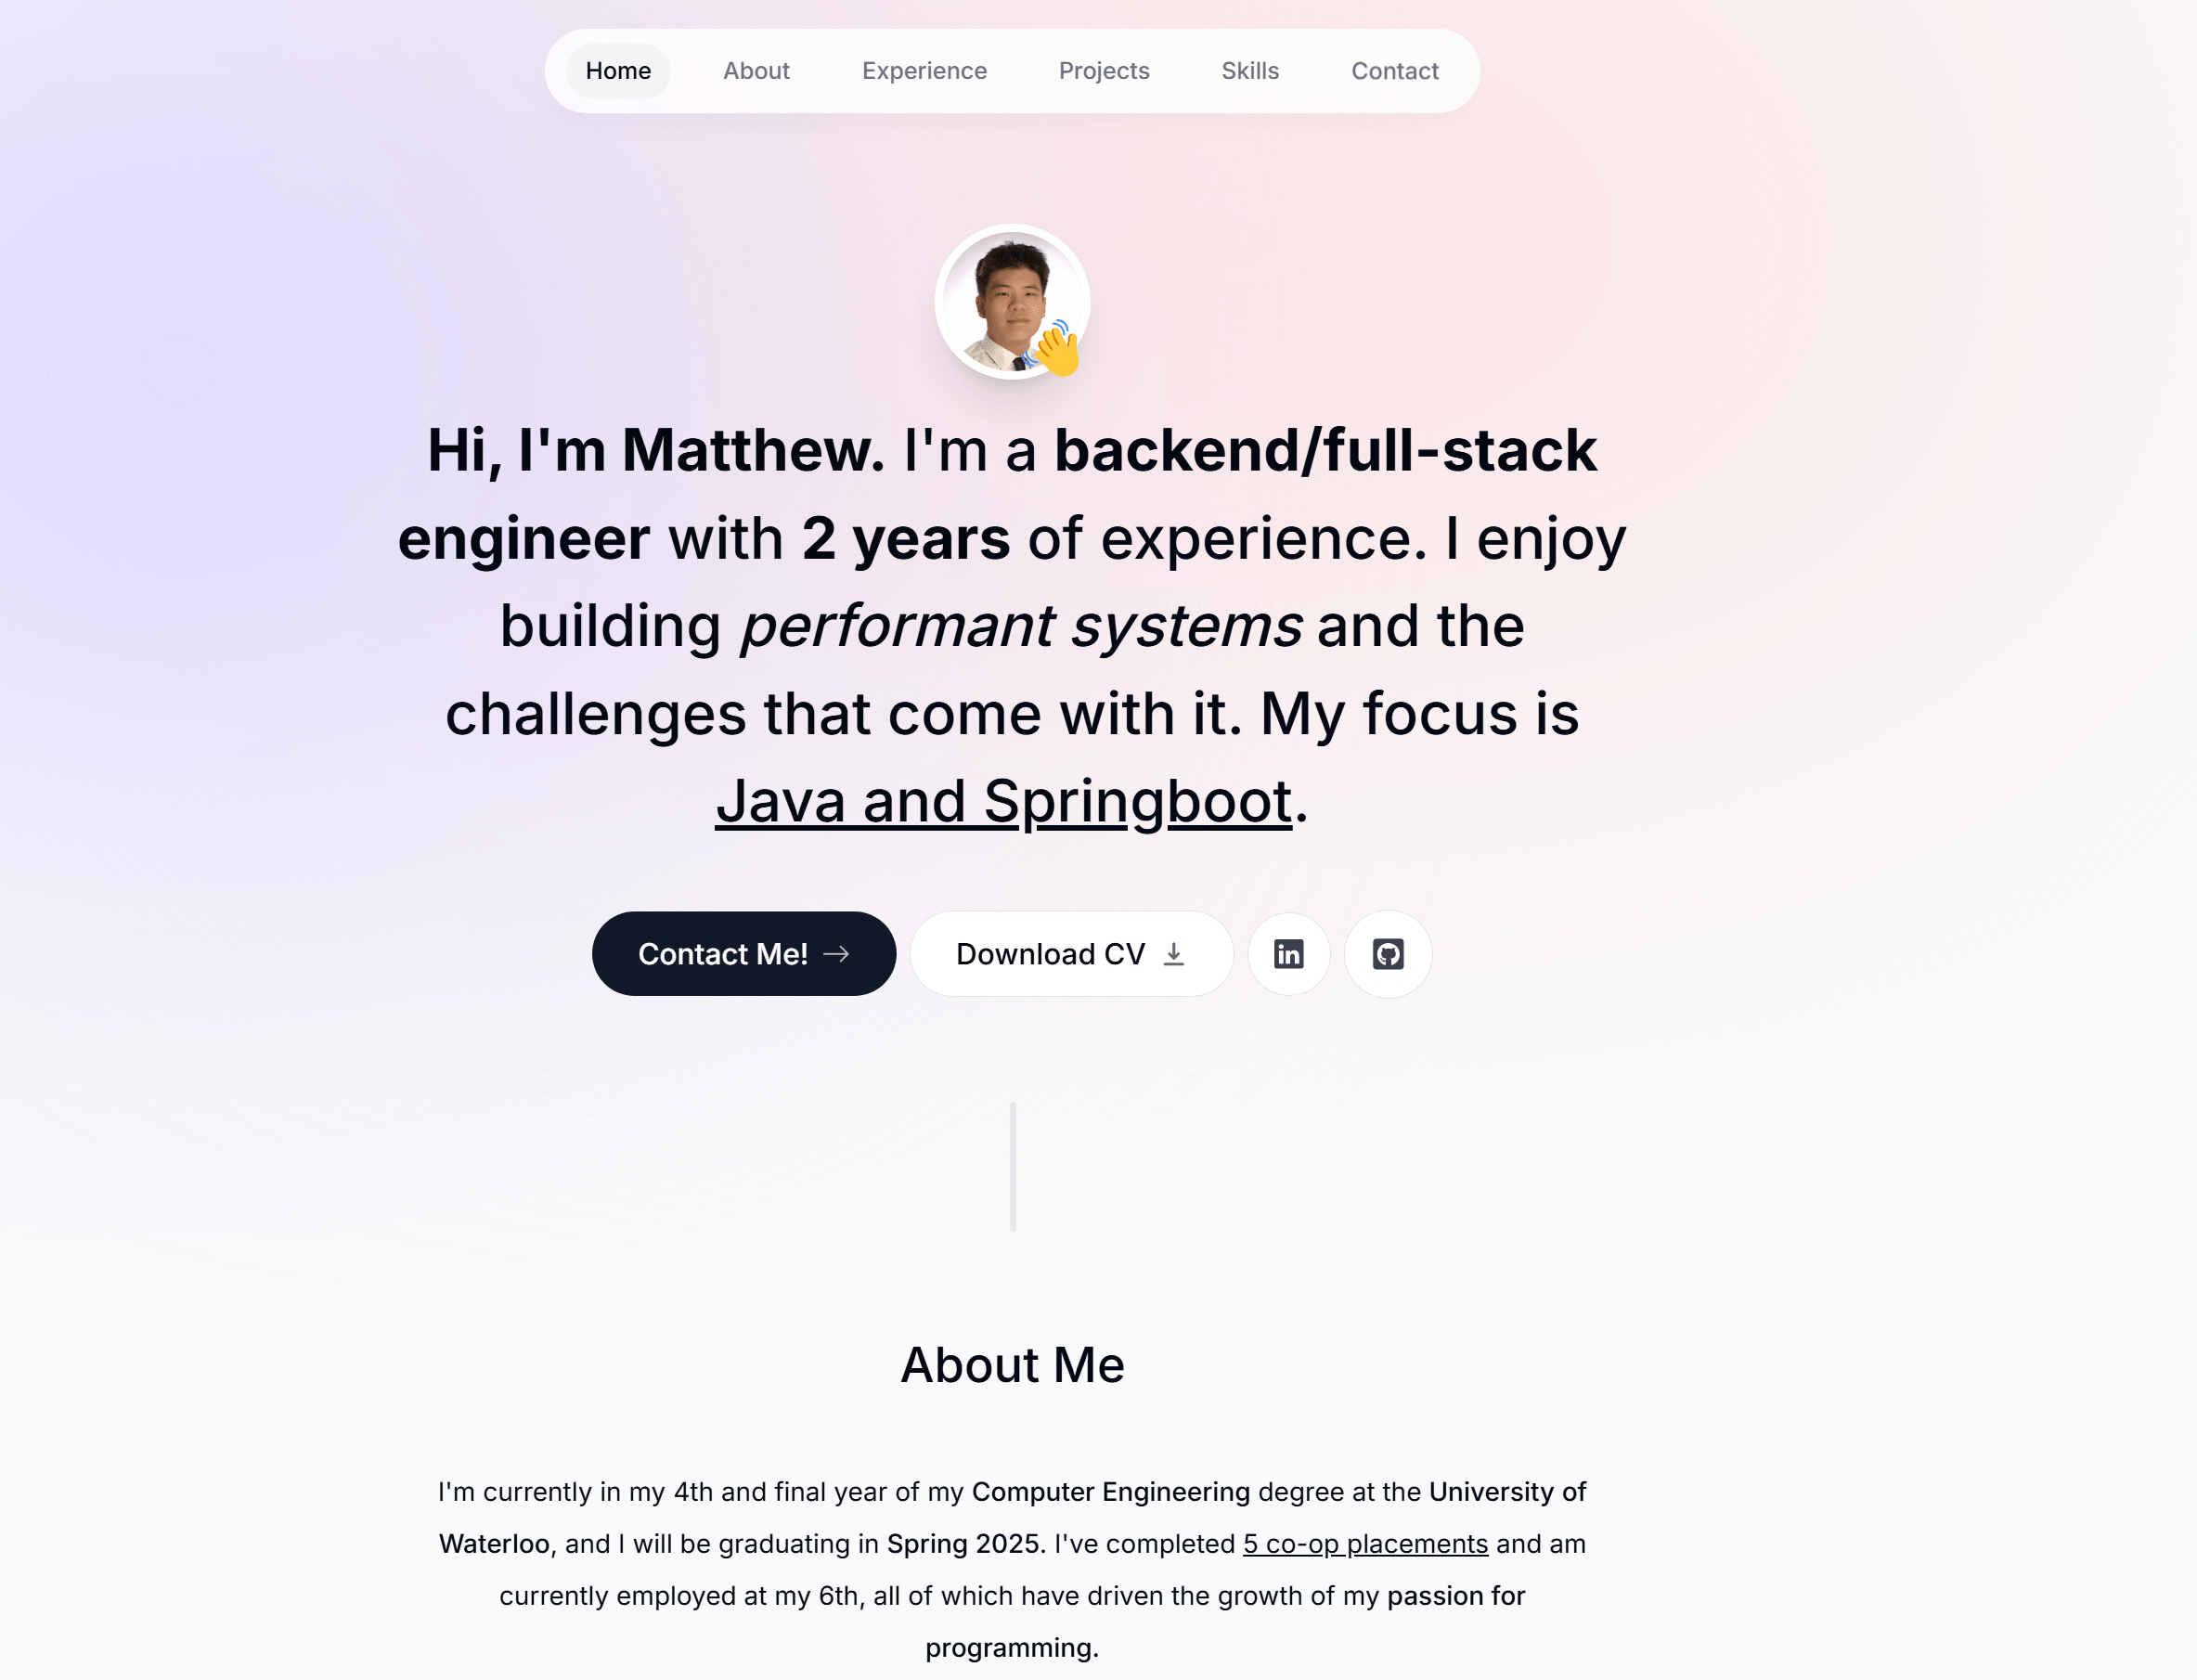 Home About Experience Projects Skills Contact
Hi, I'm Matthew. I'm a backend/full-stack
engineer with 2 years of experience. I enjoy
building performant systems and the
challenges that come with it. My focus is
Java and Springboot.
Contact Me! Download CV in
About Me
I'm currently in my 4th and final year of my Computer Engineering degree at the University of
Waterloo, and I will be graduating in Spring 2025. I've completed 5 co-op placements and am
currently employed at my 6th, all of which have driven the growth of my passion for
programming.